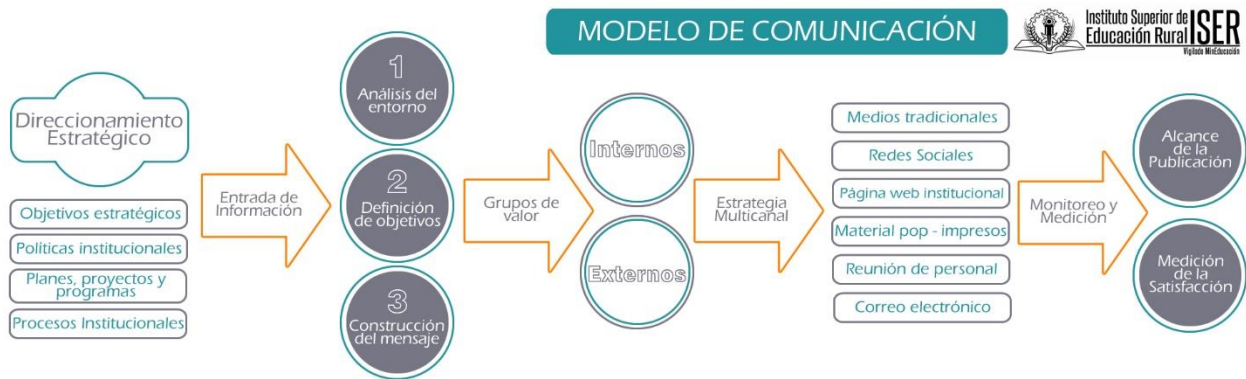 MODELO DE COMUNICACIÓN
Instituto Superior de
Educación Rural
ISER
Vigilado MinEducación
Direccionamiento
Estratégico
Objetivos estratégicos
Políticas institucionales
Planes, proyectos y
programas
Procesos Institucionales
Entrada de
Información
1
Análisis del
entorno
2
Definición
de objetivos
3
Construcción
del mensaje
Grupos de
valor
Internos
Externos
Estrategia
Multicanal
Medios tradicionales
Redes Sociales
Página web institucional
Material pop - impresos
Reunión de personal
Correo electrónico
Monitoreo y
Medición
Alcance
de la
Publicación
Medición
de la
Satisfacción